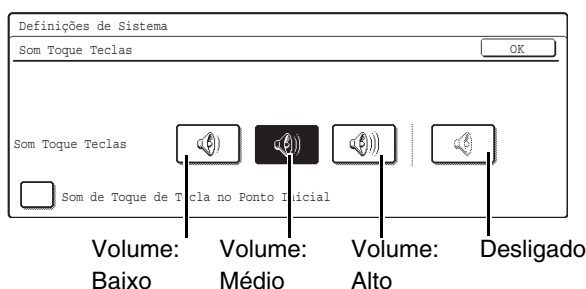 Definições de Sistema
Som Toque Teclas
OK
Som Toque Teclas
Som de Toque de Tecla no Ponto Inicial
Volume: Baixo
Volume: Médio
Volume: Alto
Desligado